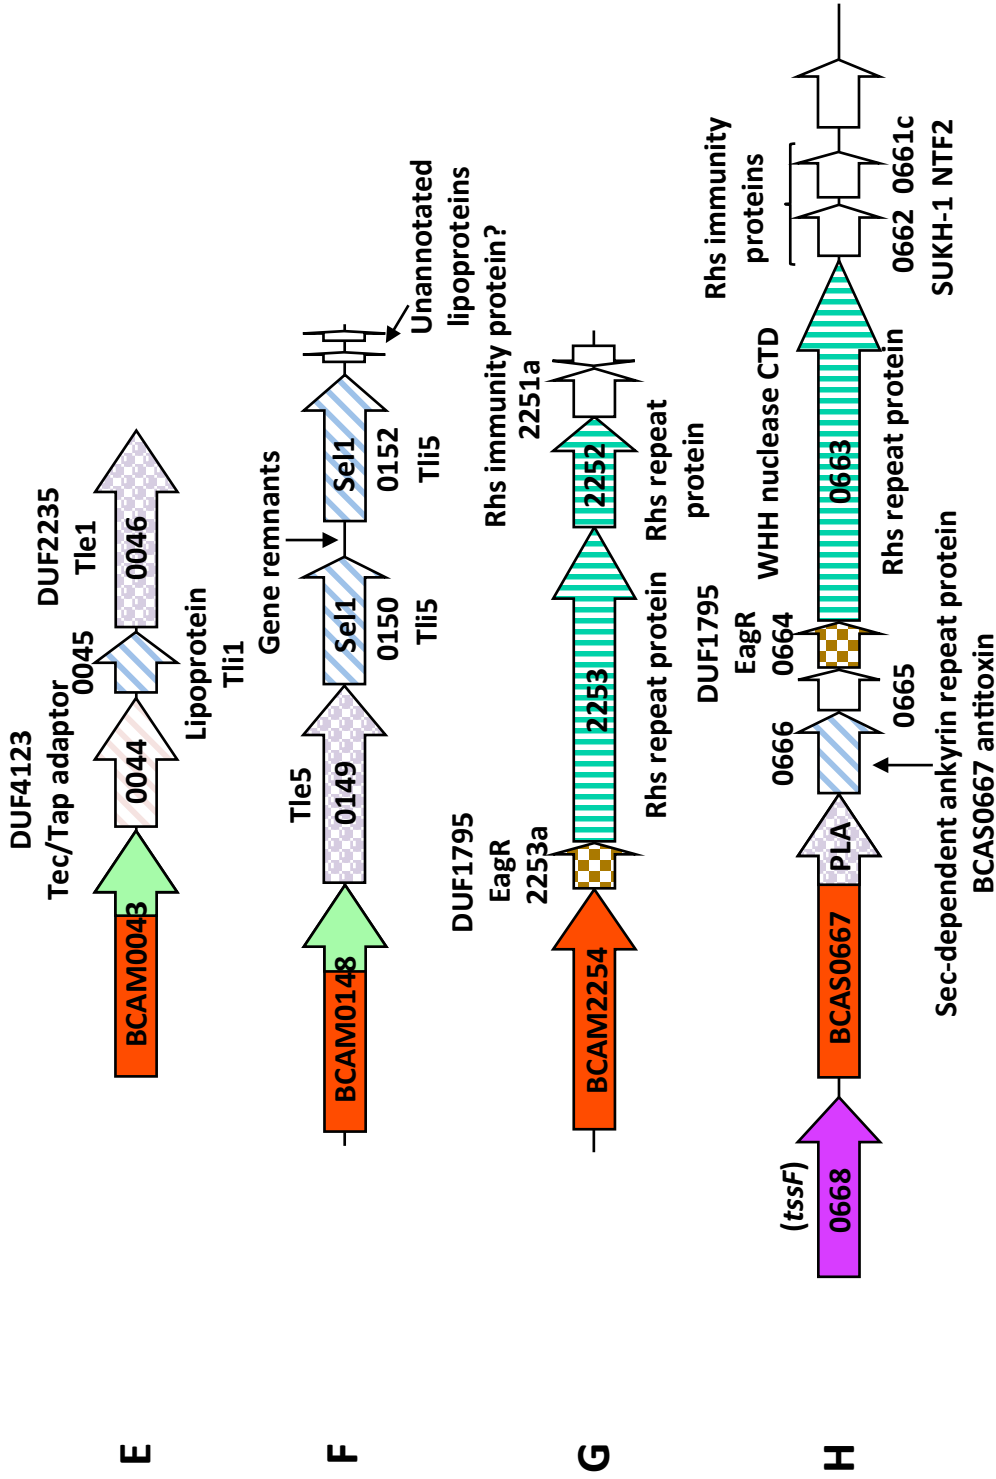 E
DUF4123
Tec/Tap adaptor
DUF2235
Tle1
BCAM0043
0044
0045
0046
Lipoprotein
Tli1
F
Tle5
Gene remnants
BCAM0148
0149
Sel1
Sel1
0150
Tli5
0152
Tli5
Unannotated
lipoproteins
G
DUF1795
EagR
2253a
Rhs immunity protein?
2251a
BCAM2254
2253
2252
Rhs repeat protein
Rhs repeat
protein
H
(tssF)
0666
DUF1795
EagR
0664
WHH nuclease CTD
Rhs immunity
proteins
0668
BCAS0667
PLA
0663
0665
Rhs repeat protein
0662 0661c
SUKH-1 NTF2
Sec-dependent ankyrin repeat protein
BCAS0667 antitoxin